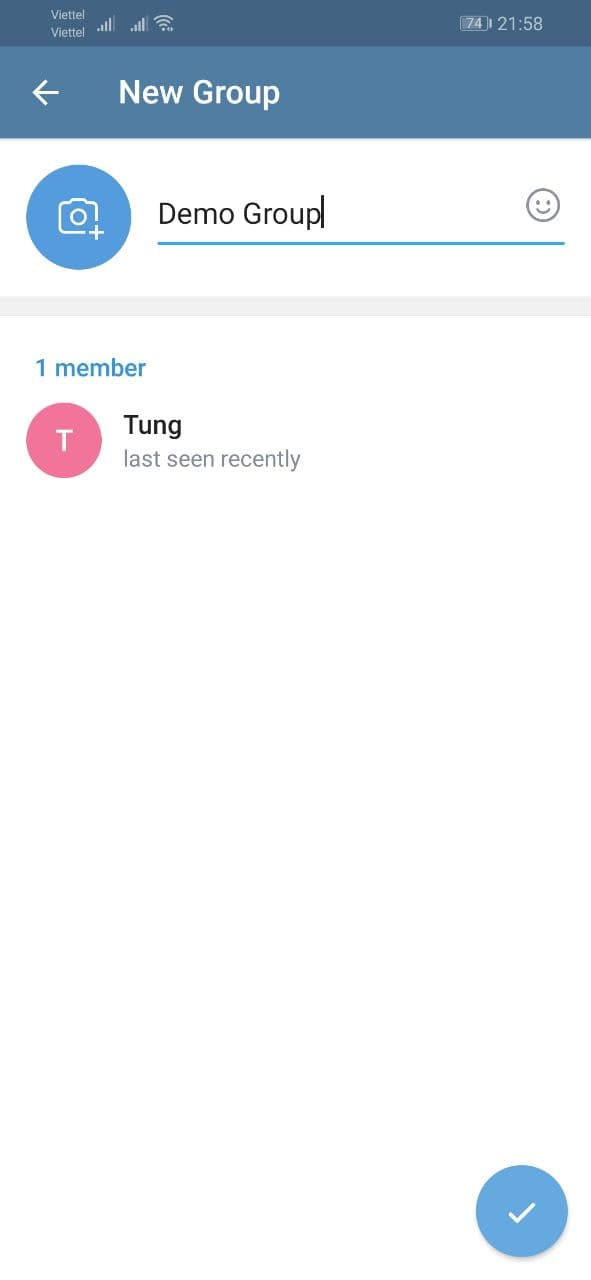 Viettel
Viettel
74 21:58
New Group
Demo Group
1 member
T
Tung
last seen recently